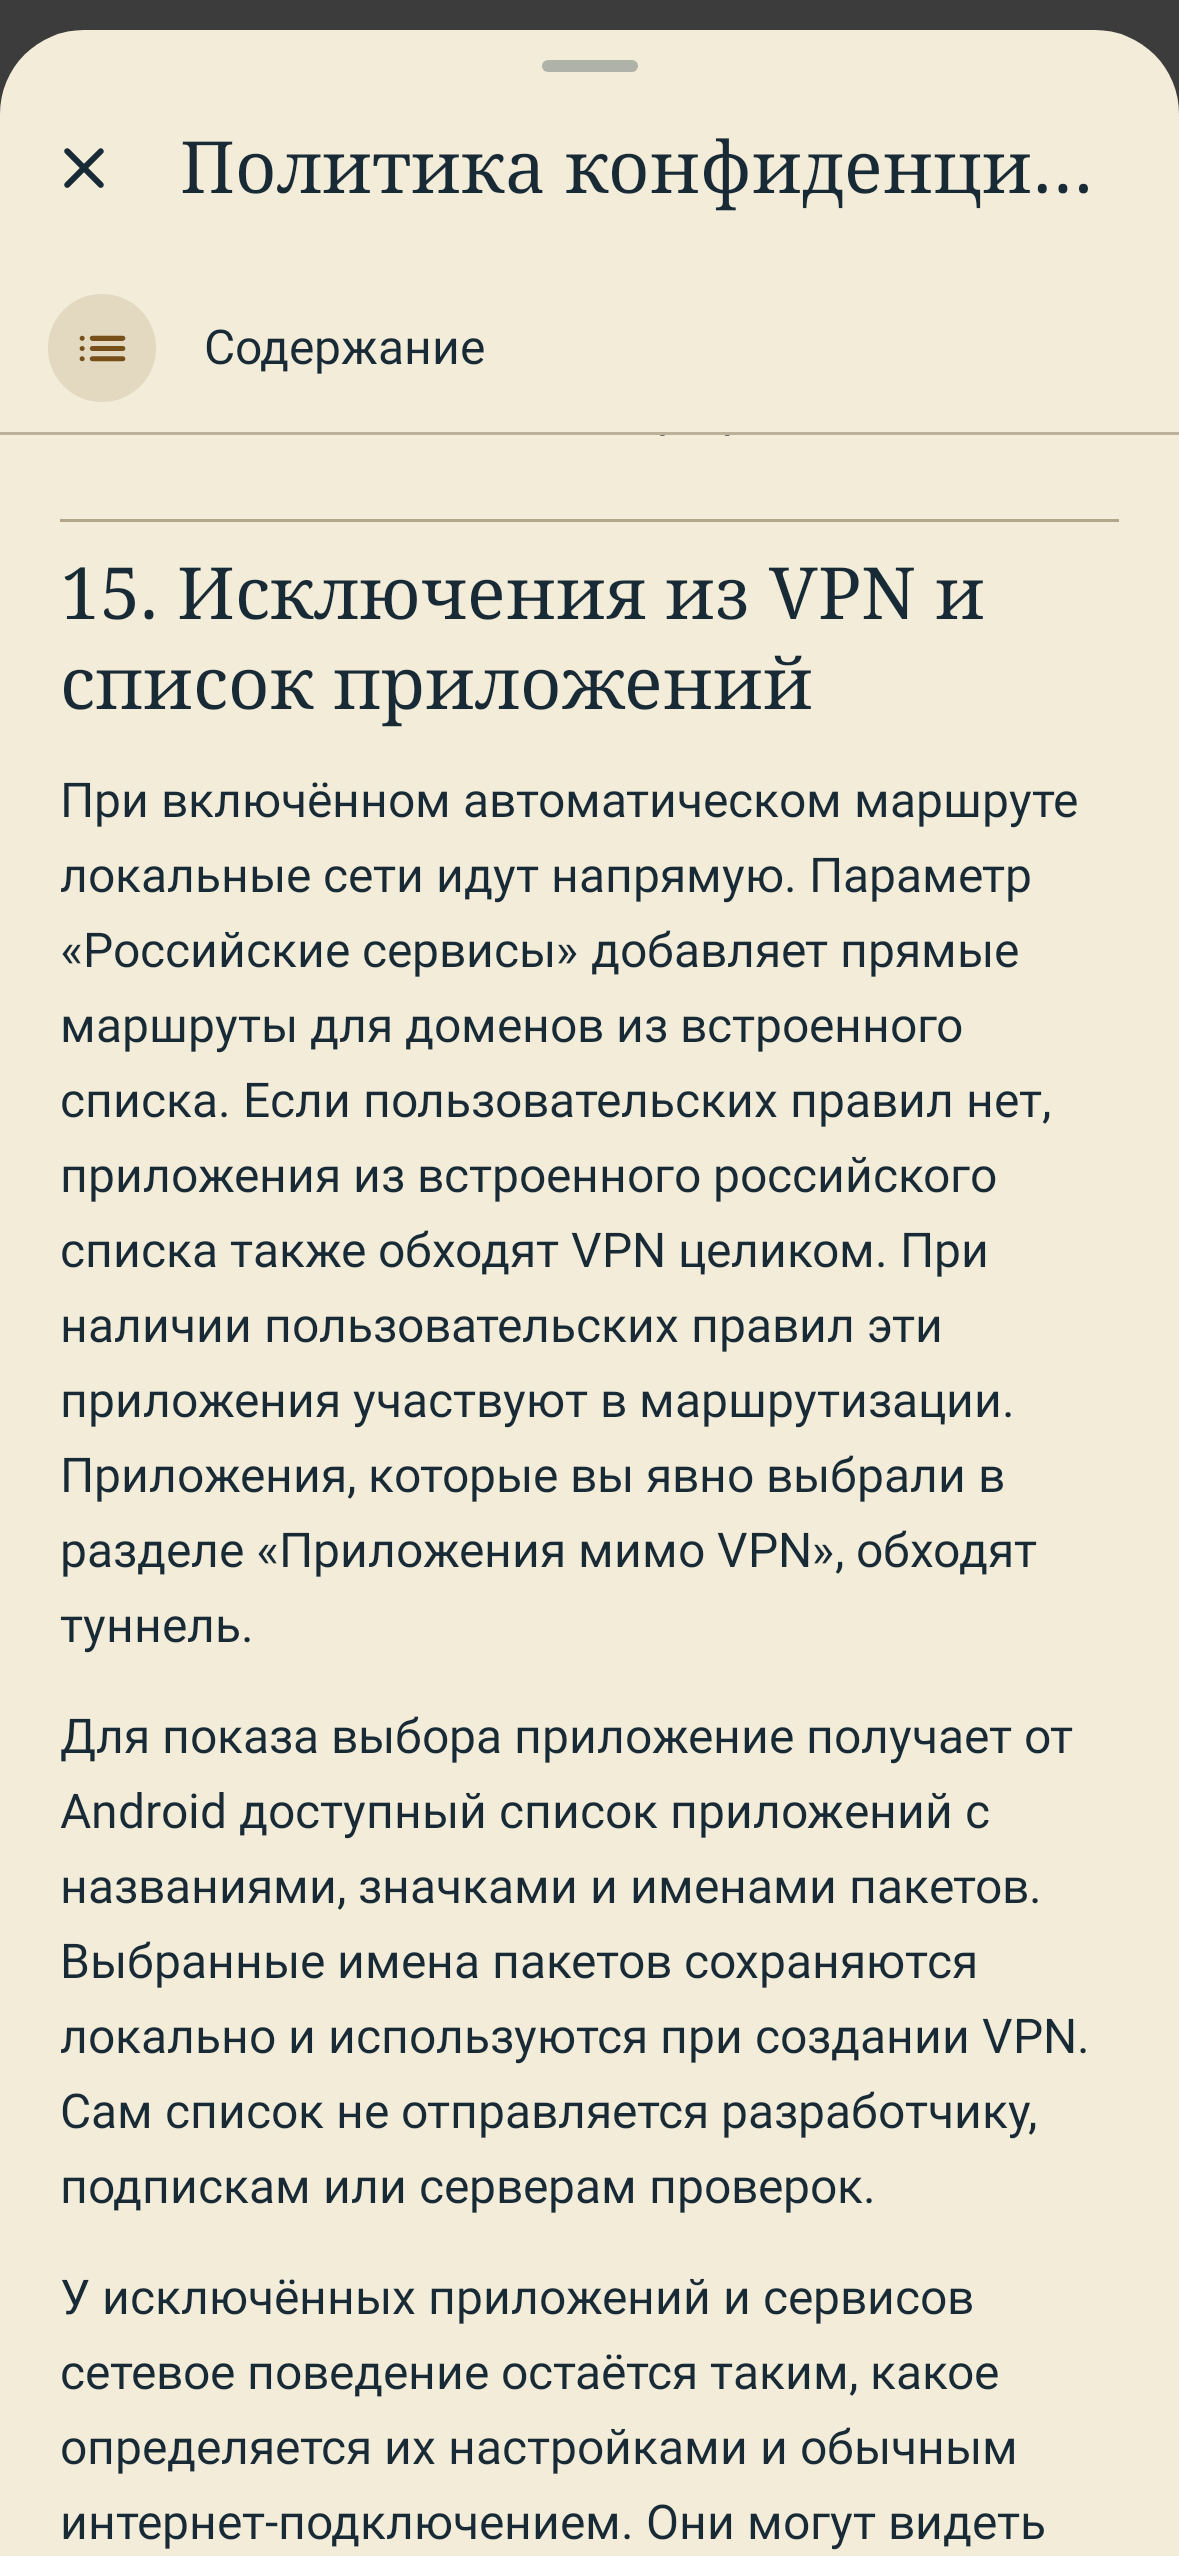 Политика конфиденци...
Содержание
15. Исключения из VPN и
список приложений
При включённом автоматическом маршруте
локальные сети идут напрямую. Параметр
«Российские сервисы» добавляет прямые
маршруты для доменов из встроенного
списка. Если пользовательских правил нет,
приложения из встроенного российского
списка также обходят VPN целиком. При
наличии пользовательских правил эти
приложения участвуют в маршрутизации.
Приложения, которые вы явно выбрали в
разделе «Приложения мимо VPN», обходят
туннель.
Для показа выбора приложение получает от
Android доступный список приложений с
названиями, значками и именами пакетов.
Выбранные имена пакетов сохраняются
локально и используются при создании VPN.
Сам список не отправляется разработчику,
подпискам или серверам проверок.
У исключённых приложений и сервисов
сетевое поведение остаётся таким, какое
определяется их настройками и обычным
интернет-подключением. Они могут видеть